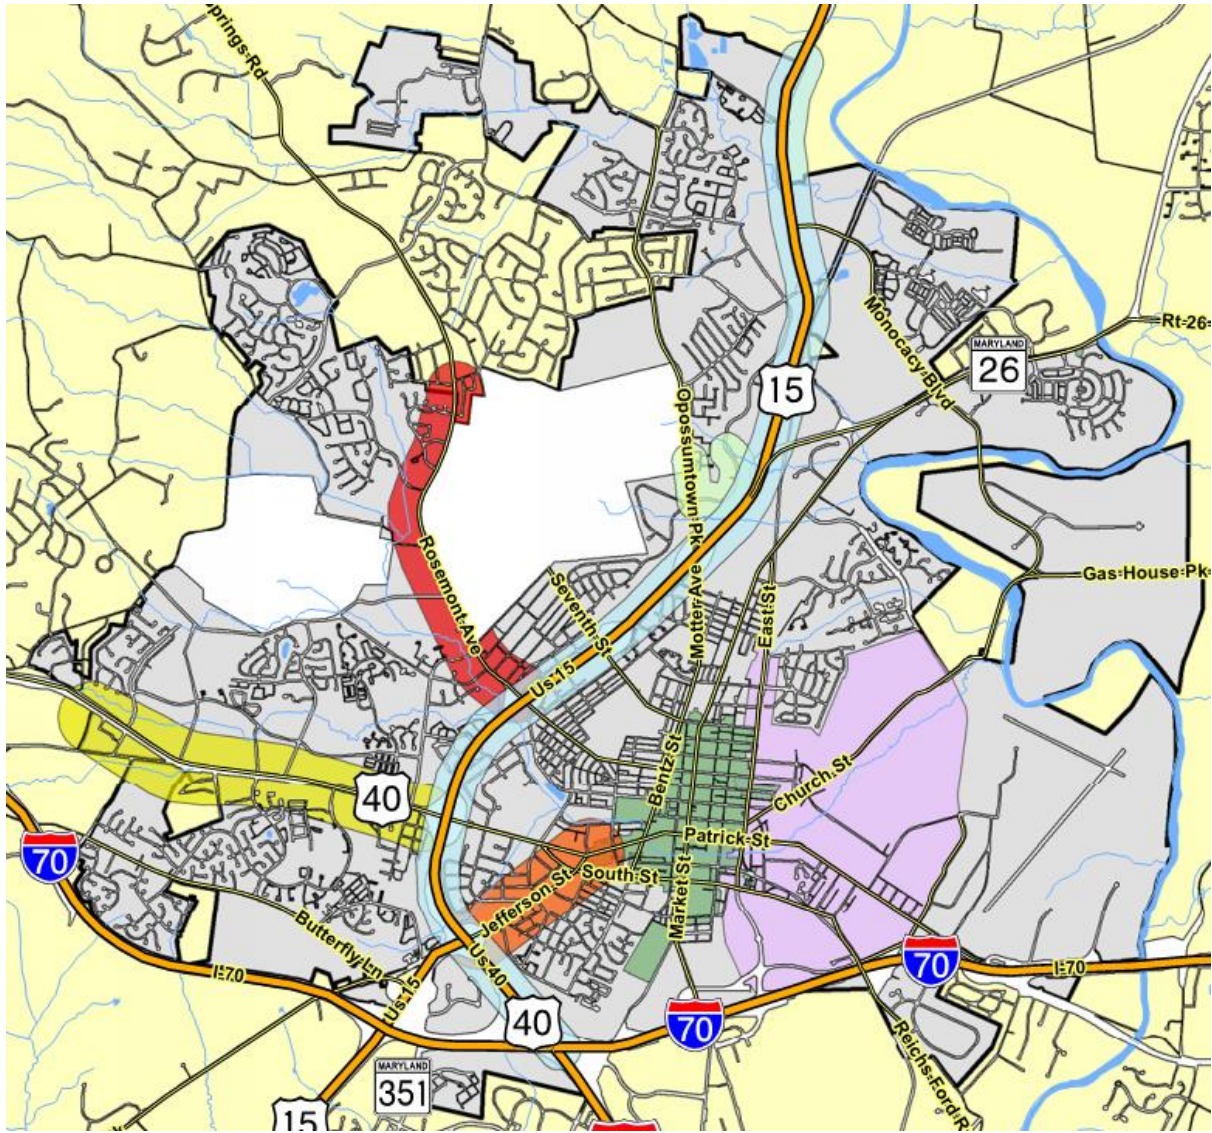 Springs Rd
Rt-26
MARYLAND
26
Monocacy Blvd
15
Opossumtown Pk
Rosemont Ave
Seventh St
Motter Ave
East St
Gas House Pk
Us 15
Bentz St
Church St
40
Patrick St
70
South St
Market St
Jefferson St
Butterfly Ln
I-70
Us 15
Us 40
70
I-70
40
70
Reichs Ford R
MARYLAND
351
15